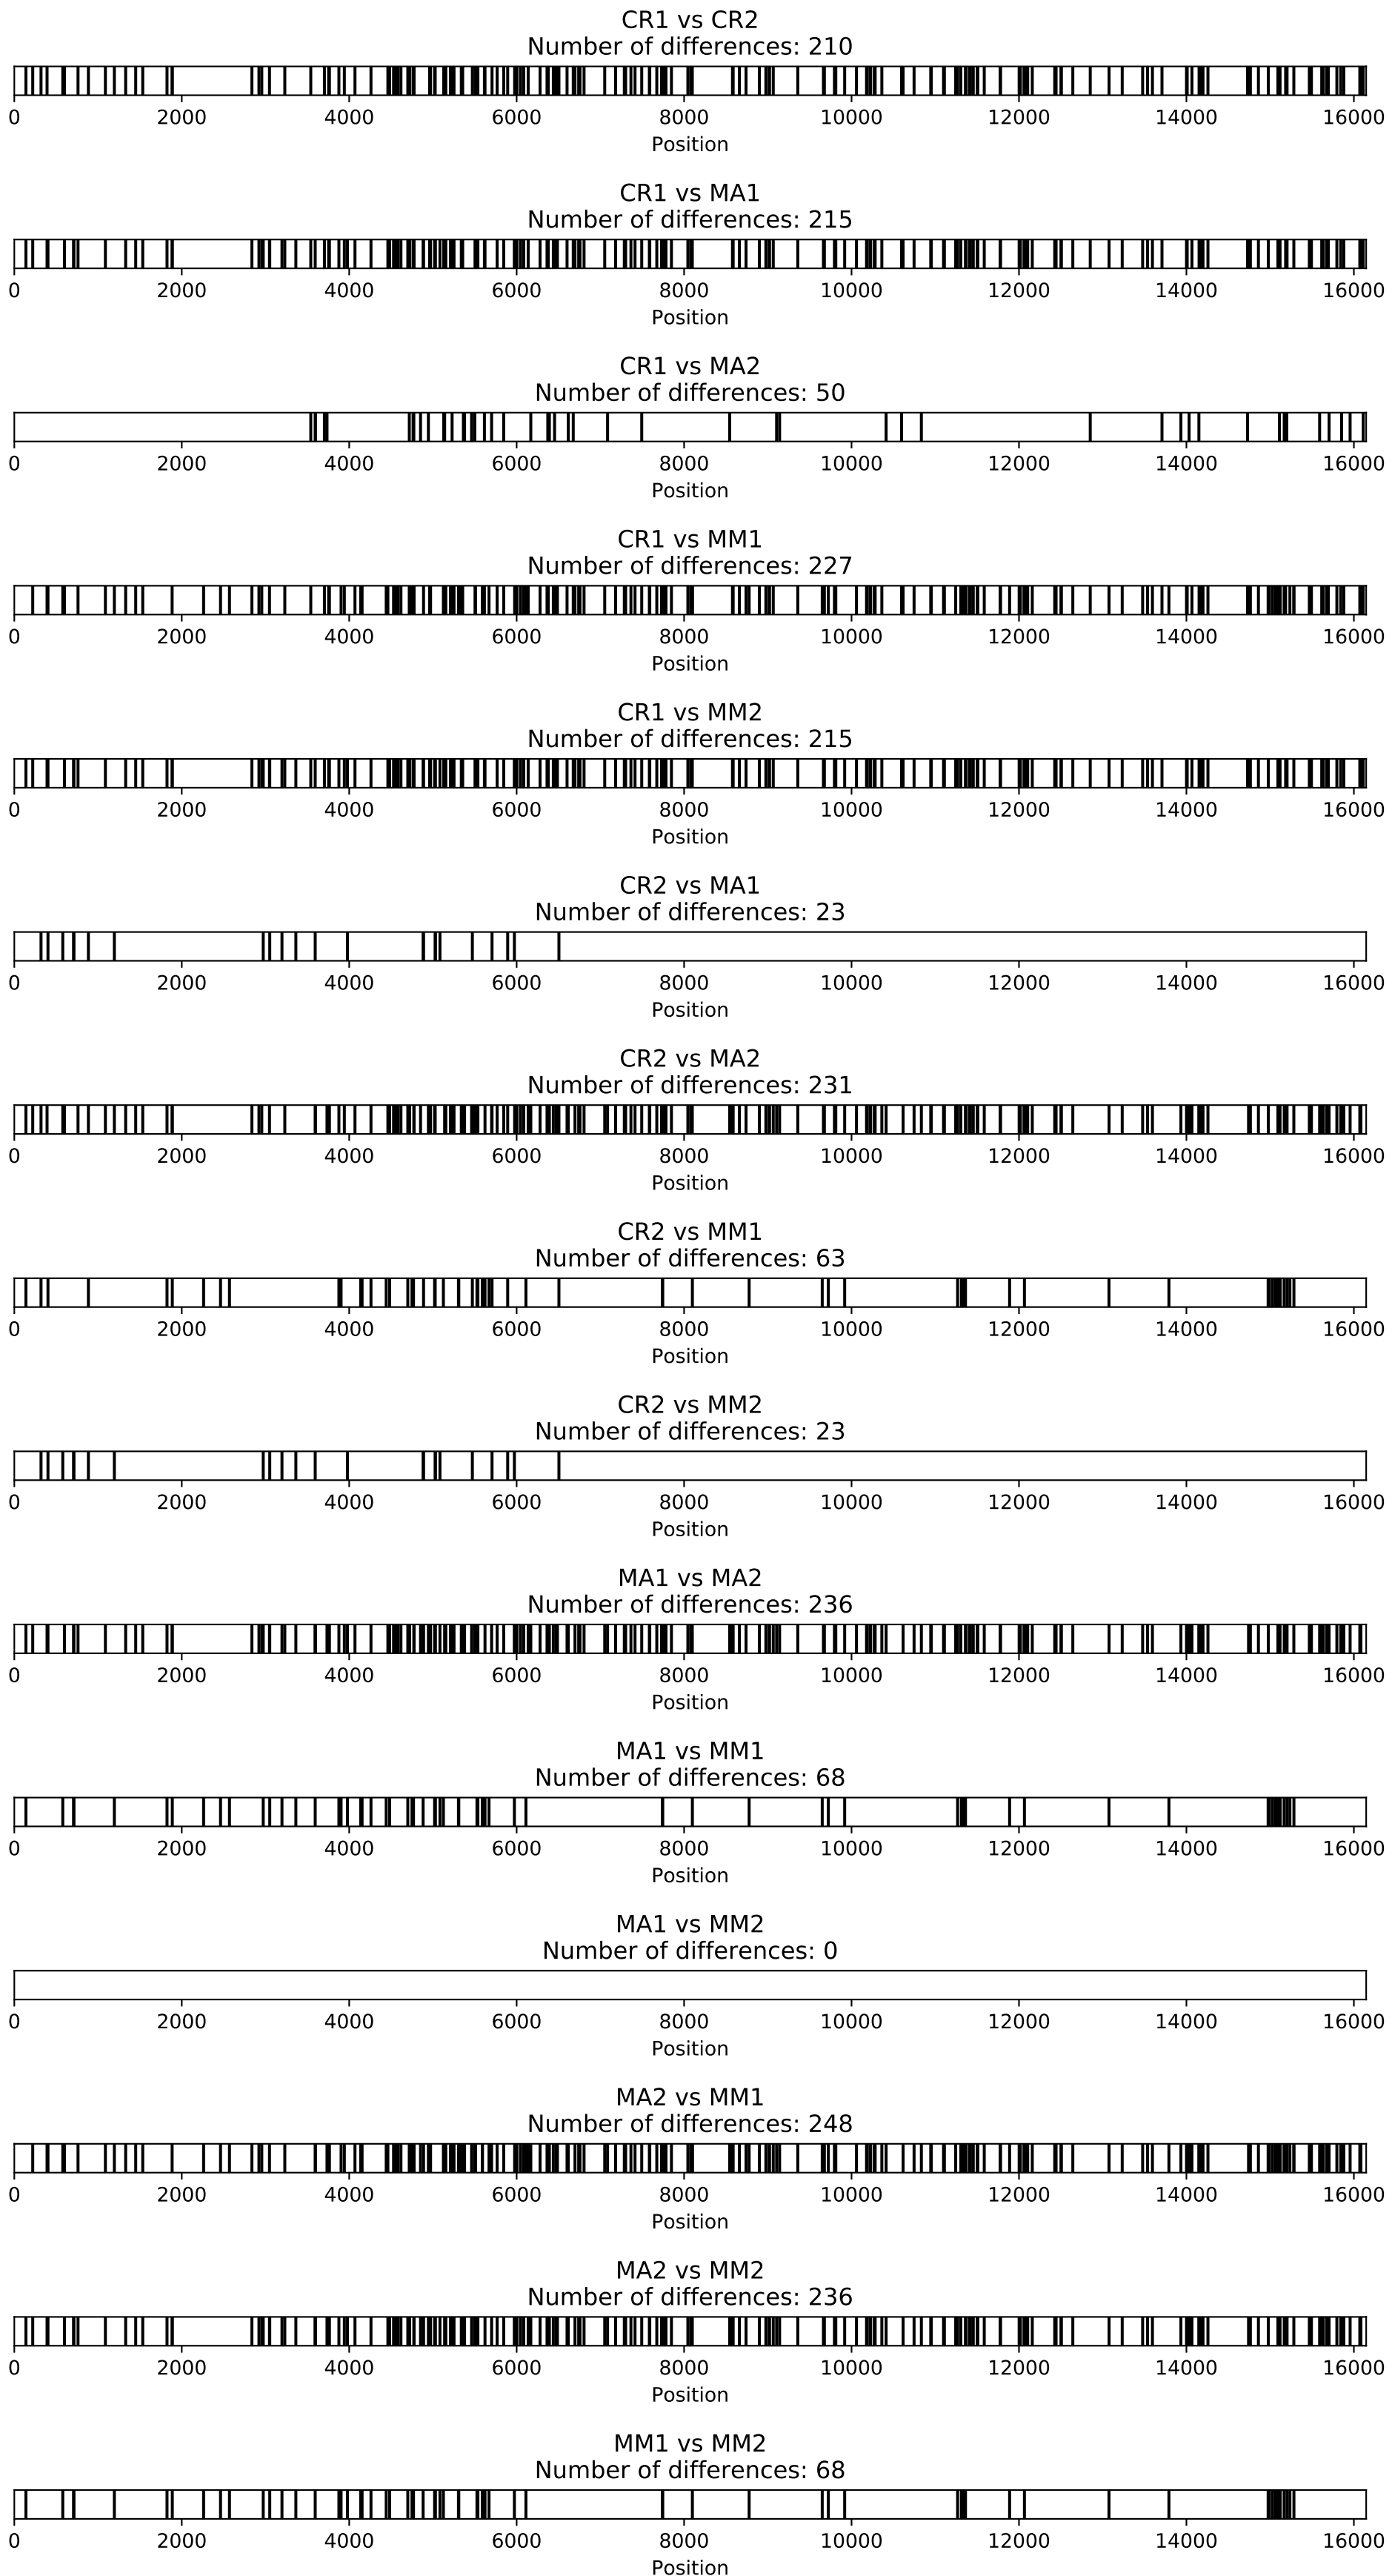 CR1 vs CR2
Number of differences: 210
0 2000 4000 6000 8000 10000 12000 14000 16000
Position
CR1 vs MA1
Number of differences: 215
0 2000 4000 6000 8000 10000 12000 14000 16000
Position
CR1 vs MA2
Number of differences: 50
0 2000 4000 6000 8000 10000 12000 14000 16000
Position
CR1 vs MM1
Number of differences: 227
0 2000 4000 6000 8000 10000 12000 14000 16000
Position
CR1 vs MM2
Number of differences: 215
0 2000 4000 6000 8000 10000 12000 14000 16000
Position
CR2 vs MA1
Number of differences: 23
0 2000 4000 6000 8000 10000 12000 14000 16000
Position
CR2 vs MA2
Number of differences: 231
0 2000 4000 6000 8000 10000 12000 14000 16000
Position
CR2 vs MM1
Number of differences: 63
0 2000 4000 6000 8000 10000 12000 14000 16000
Position
CR2 vs MM2
Number of differences: 23
0 2000 4000 6000 8000 10000 12000 14000 16000
Position
MA1 vs MA2
Number of differences: 236
0 2000 4000 6000 8000 10000 12000 14000 16000
Position
MA1 vs MM1
Number of differences: 68
0 2000 4000 6000 8000 10000 12000 14000 16000
Position
MA1 vs MM2
Number of differences: 0
0 2000 4000 6000 8000 10000 12000 14000 16000
Position
MA2 vs MM1
Number of differences: 248
0 2000 4000 6000 8000 10000 12000 14000 16000
Position
MA2 vs MM2
Number of differences: 236
0 2000 4000 6000 8000 10000 12000 14000 16000
Position
MM1 vs MM2
Number of differences: 68
0 2000 4000 6000 8000 10000 12000 14000 16000
Position